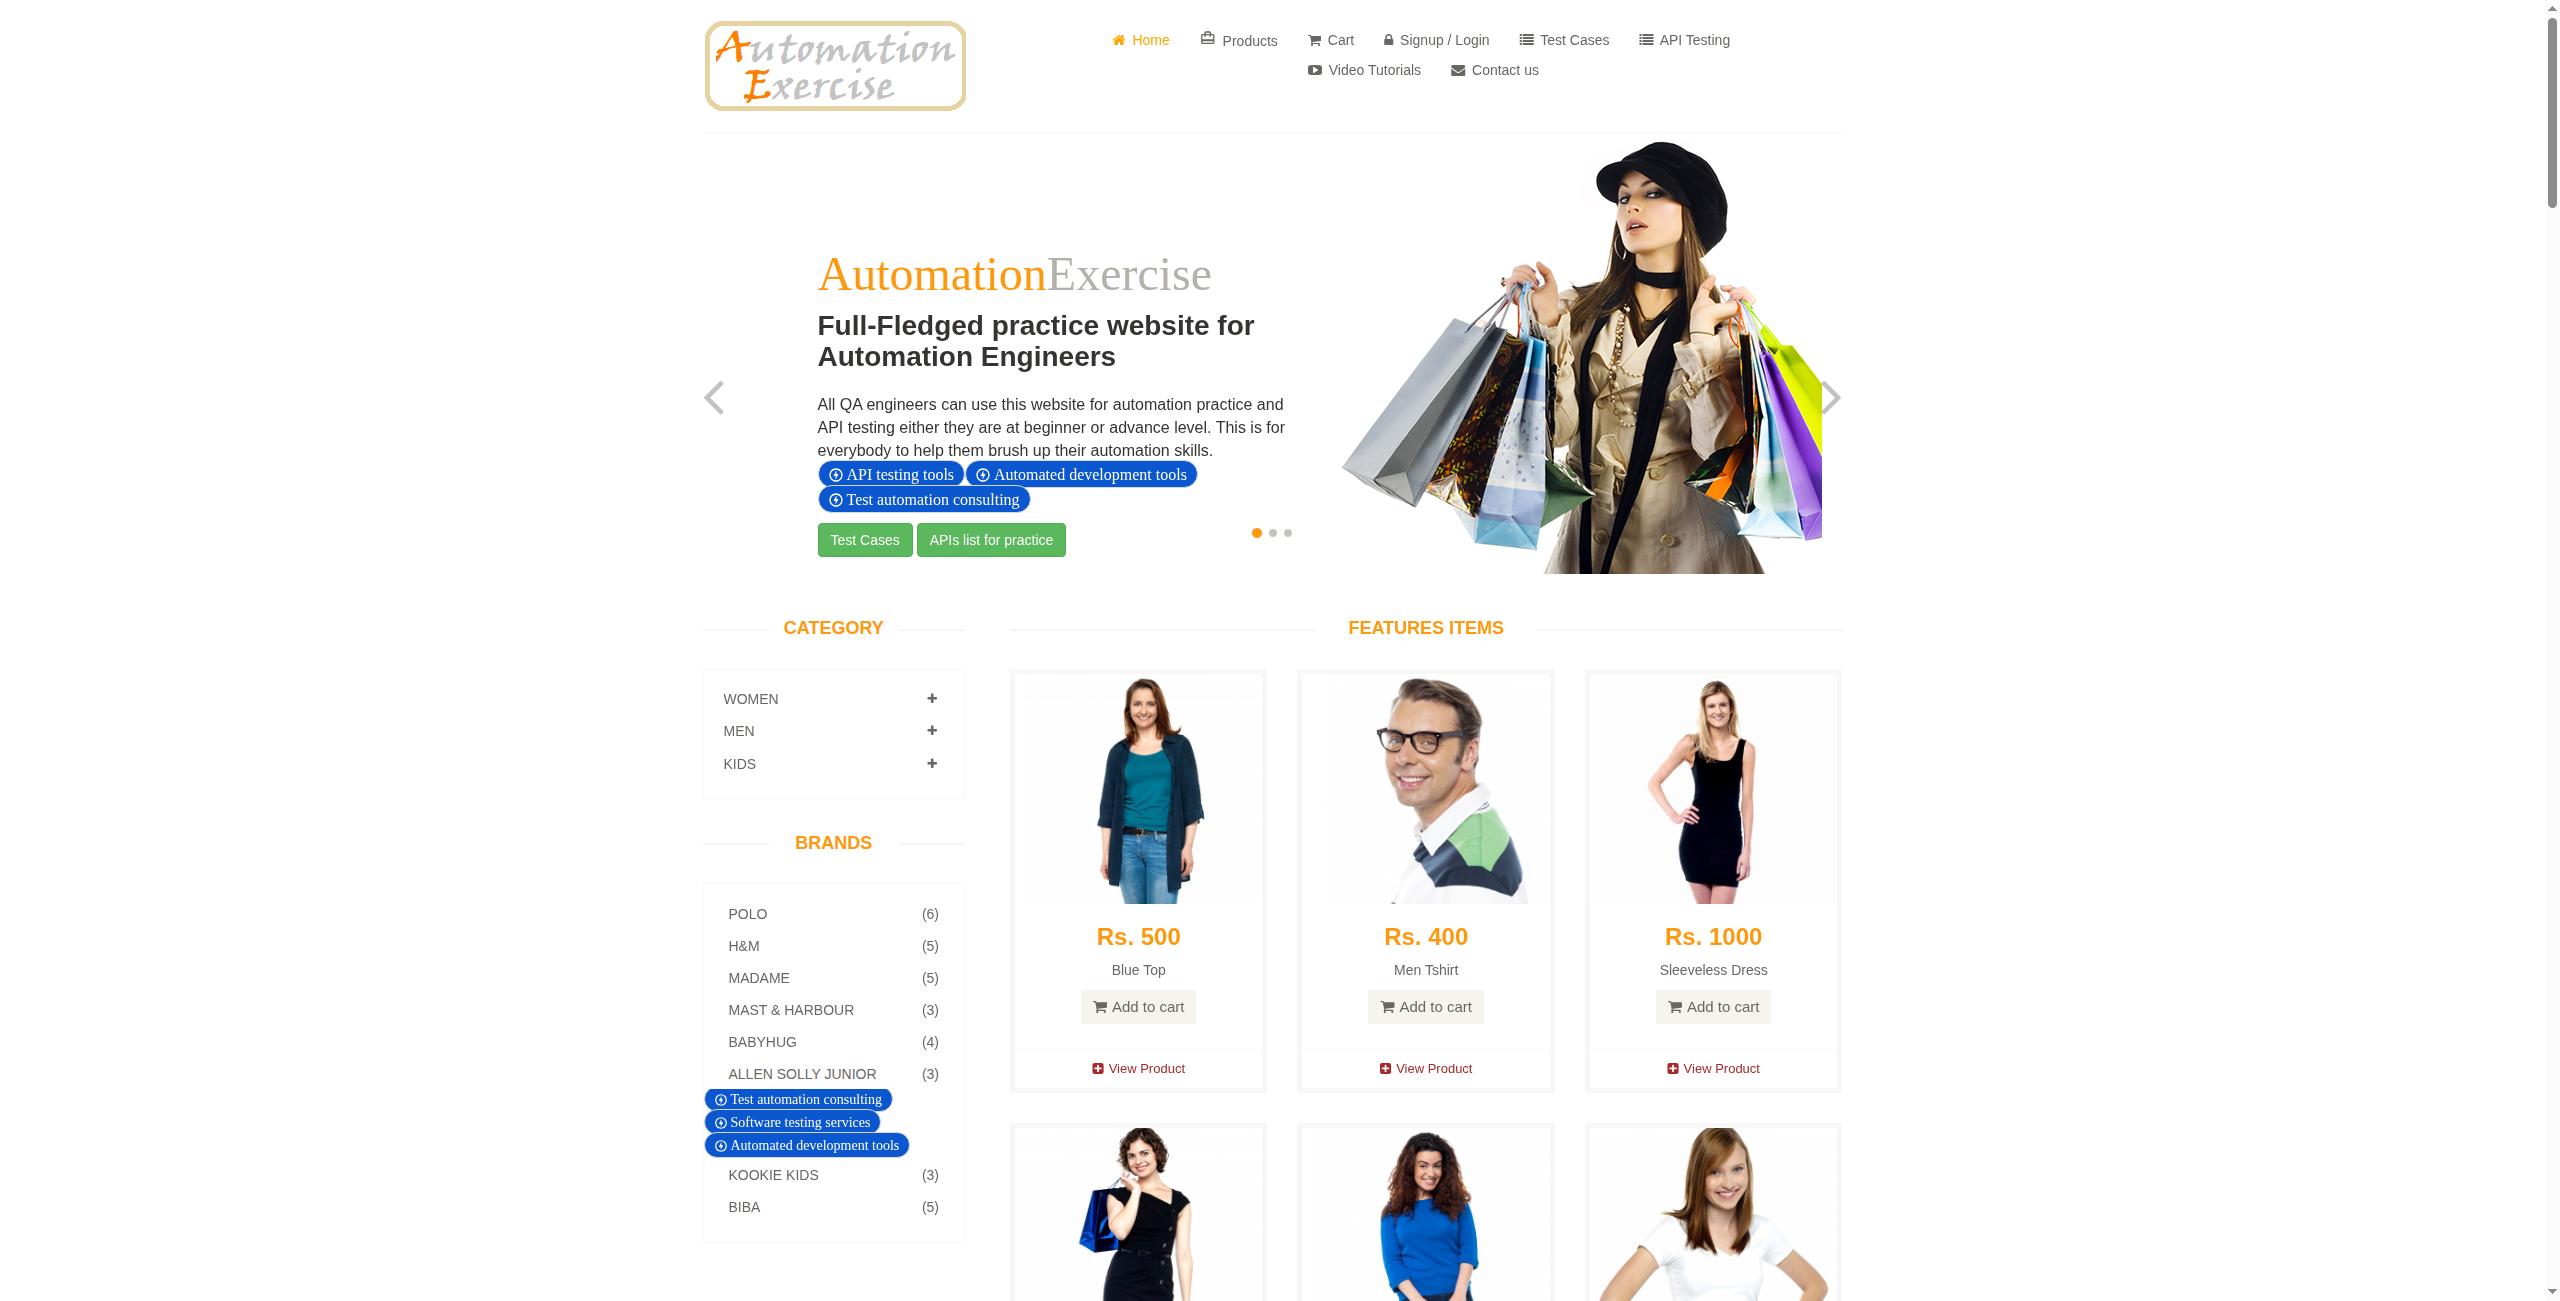 Automation
Exercise
Home
Products
Cart
Signup / Login
Test Cases
API Testing
Video Tutorials
Contact us
AutomationExercise
Full-Fledged practice website for
Automation Engineers
All QA engineers can use this website for automation practice and
API testing either they are at beginner or advance level. This is for
everybody to help them brush up their automation skills.
API testing tools
Automated development tools
Test automation consulting
Test Cases
APIs list for practice
CATEGORY
WOMEN
MEN
KIDS
BRANDS
POLO (6)
H&M (5)
MADAME (5)
MAST & HARBOUR (3)
BABYHUG (4)
ALLEN SOLLY JUNIOR (3)
Test automation consulting
Software testing services
Automated development tools
KOOKIE KIDS (3)
BIBA (5)
FEATURES ITEMS
Rs. 500
Blue Top
Add to cart
View Product
Rs. 400
Men Tshirt
Add to cart
View Product
Rs. 1000
Sleeveless Dress
Add to cart
View Product